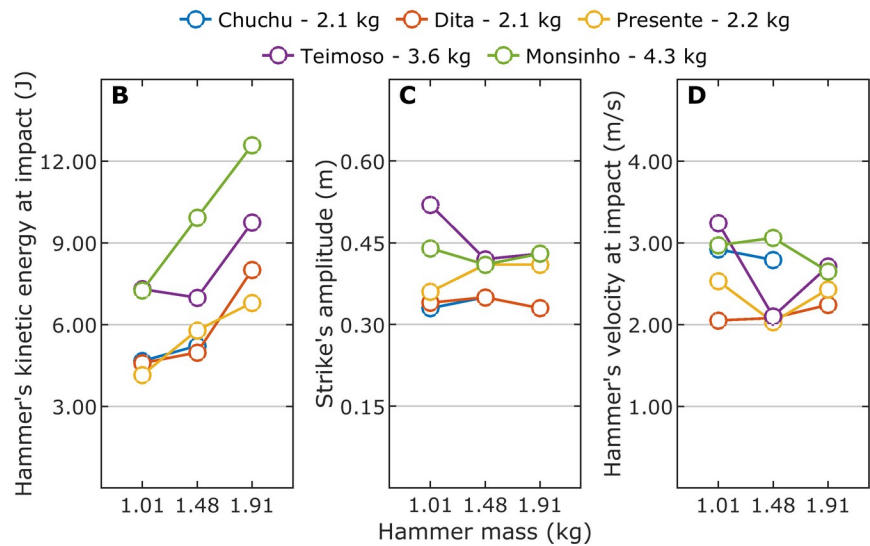 Chuchu - 2.1 kg Dita - 2.1 kg Presente - 2.2 kg
Teimoso - 3.6 kg Monsinho - 4.3 kg
B
Hammer's kinetic energy at impact (J)
12.00
9.00
6.00
3.00
1.01 1.48 1.91
C
Strike's amplitude (m)
0.60
0.45
0.30
0.15
1.01 1.48 1.91
Hammer mass (kg)
D
Hammer's velocity at impact (m/s)
4.00
3.00
2.00
1.00
1.01 1.48 1.91